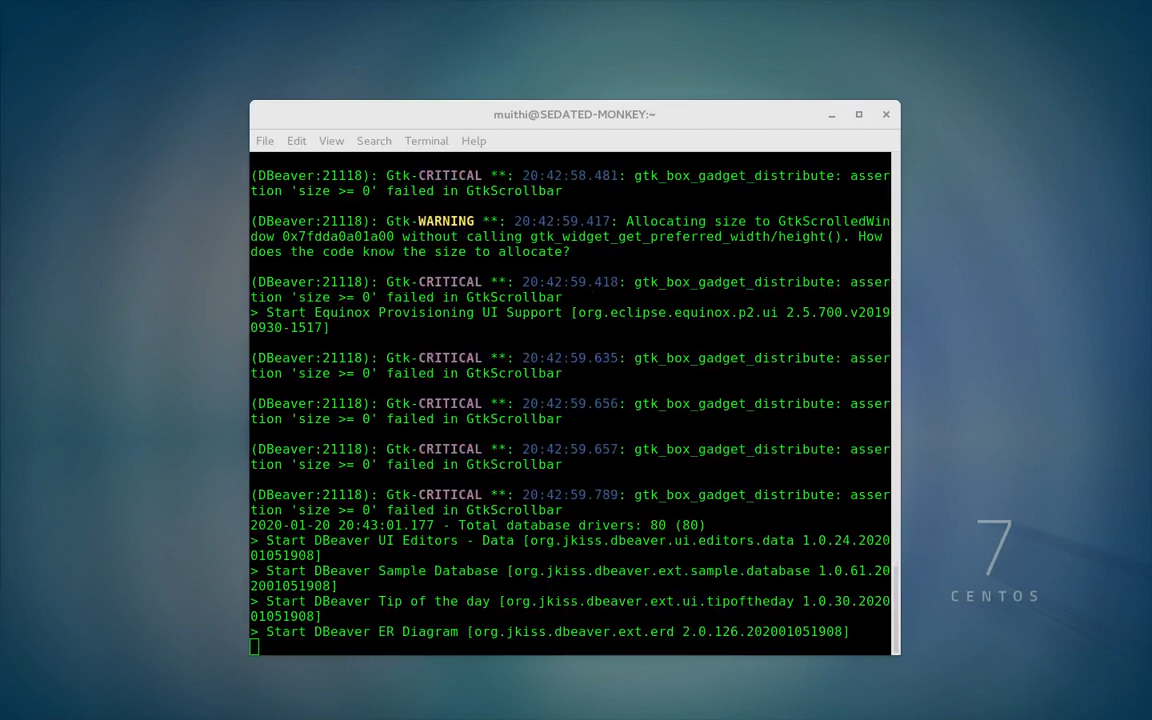 muithi@SEDATED-MONKEY:~
File Edit View Search Terminal Help
(DBeaver:21118): Gtk-CRITICAL **: 20:42:58.481: gtk_box_gadget_distribute: asser
tion 'size >= 0' failed in GtkScrollbar
(DBeaver:21118): Gtk-WARNING **: 20:42:59.417: Allocating size to GtkScrolledWin
dow 0x7fdda0a01a00 without calling gtk_widget_get_preferred_width/height(). How
does the code know the size to allocate?
(DBeaver:21118): Gtk-CRITICAL **: 20:42:59.418: gtk_box_gadget_distribute: asser
tion 'size >= 0' failed in GtkScrollbar
> Start Equinox Provisioning UI Support [org.eclipse.equinox.p2.ui 2.5.700.v2019
0930-1517]
(DBeaver:21118): Gtk-CRITICAL **: 20:42:59.635: gtk_box_gadget_distribute: asser
tion 'size >= 0' failed in GtkScrollbar
(DBeaver:21118): Gtk-CRITICAL **: 20:42:59.656: gtk_box_gadget_distribute: asser
tion 'size >= 0' failed in GtkScrollbar
(DBeaver:21118): Gtk-CRITICAL **: 20:42:59.657: gtk_box_gadget_distribute: asser
tion 'size >= 0' failed in GtkScrollbar
(DBeaver:21118): Gtk-CRITICAL **: 20:42:59.789: gtk_box_gadget_distribute: asser
tion 'size >= 0' failed in GtkScrollbar
2020-01-20 20:43:01.177 - Total database drivers: 80 (80)
> Start DBeaver UI Editors - Data [org.jkiss.dbeaver.ui.editors.data 1.0.24.2020
01051908]
> Start DBeaver Sample Database [org.jkiss.dbeaver.ext.sample.database 1.0.61.20
2001051908]
> Start DBeaver Tip of the day [org.jkiss.dbeaver.ext.ui.tipoftheday 1.0.30.2020
01051908]
> Start DBeaver ER Diagram [org.jkiss.dbeaver.ext.erd 2.0.126.202001051908]
7
CENTOS